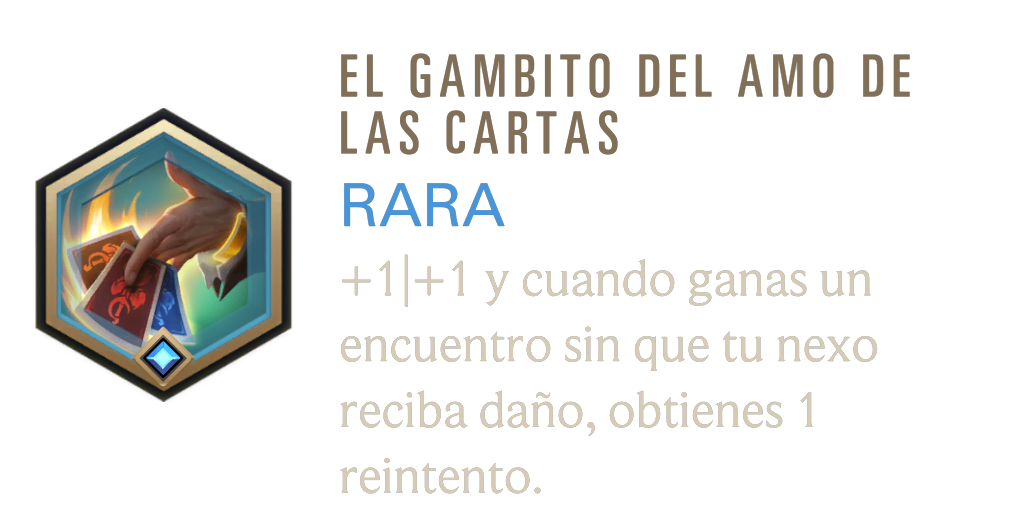 EL GAMBITO DEL AMO DE
LAS CARTAS
RARA
+1|+1 y cuando ganas un
encuentro sin que tu nexo
reciba daño, obtienes 1
reintento.